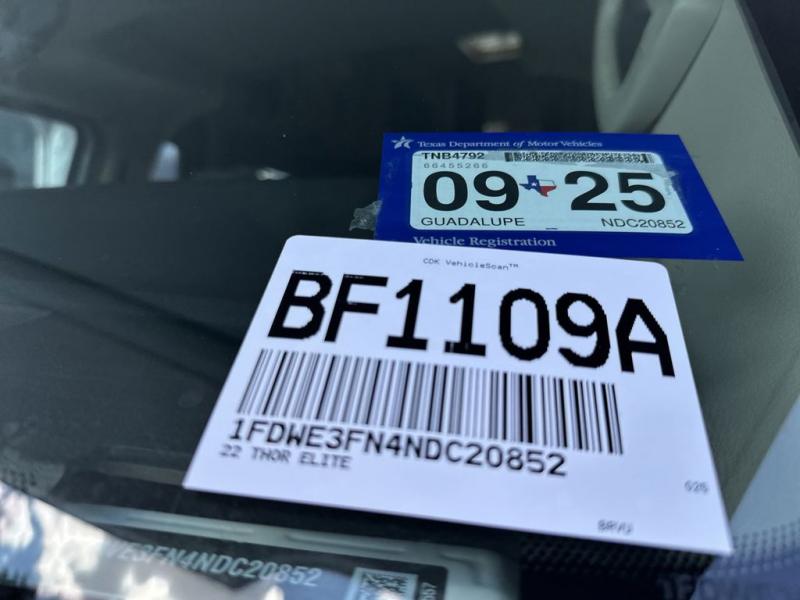 Texas Department of Motor Vehicles
TNB4792
66455266
09 25
GUADALUPE NDC20852
Vehicle Registration
CDK VehicleScan™
BF1109A
1FDWE3FN4NDC20852
22 THOR ELITE
BRVU
WE3FN4NDC20852